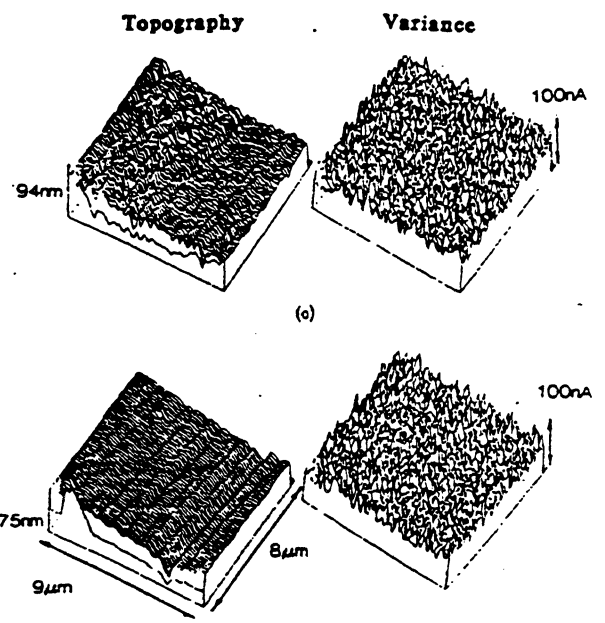 Topography Variance
100nA
94nm
(c)
100nA
75nm
8μm
9μm